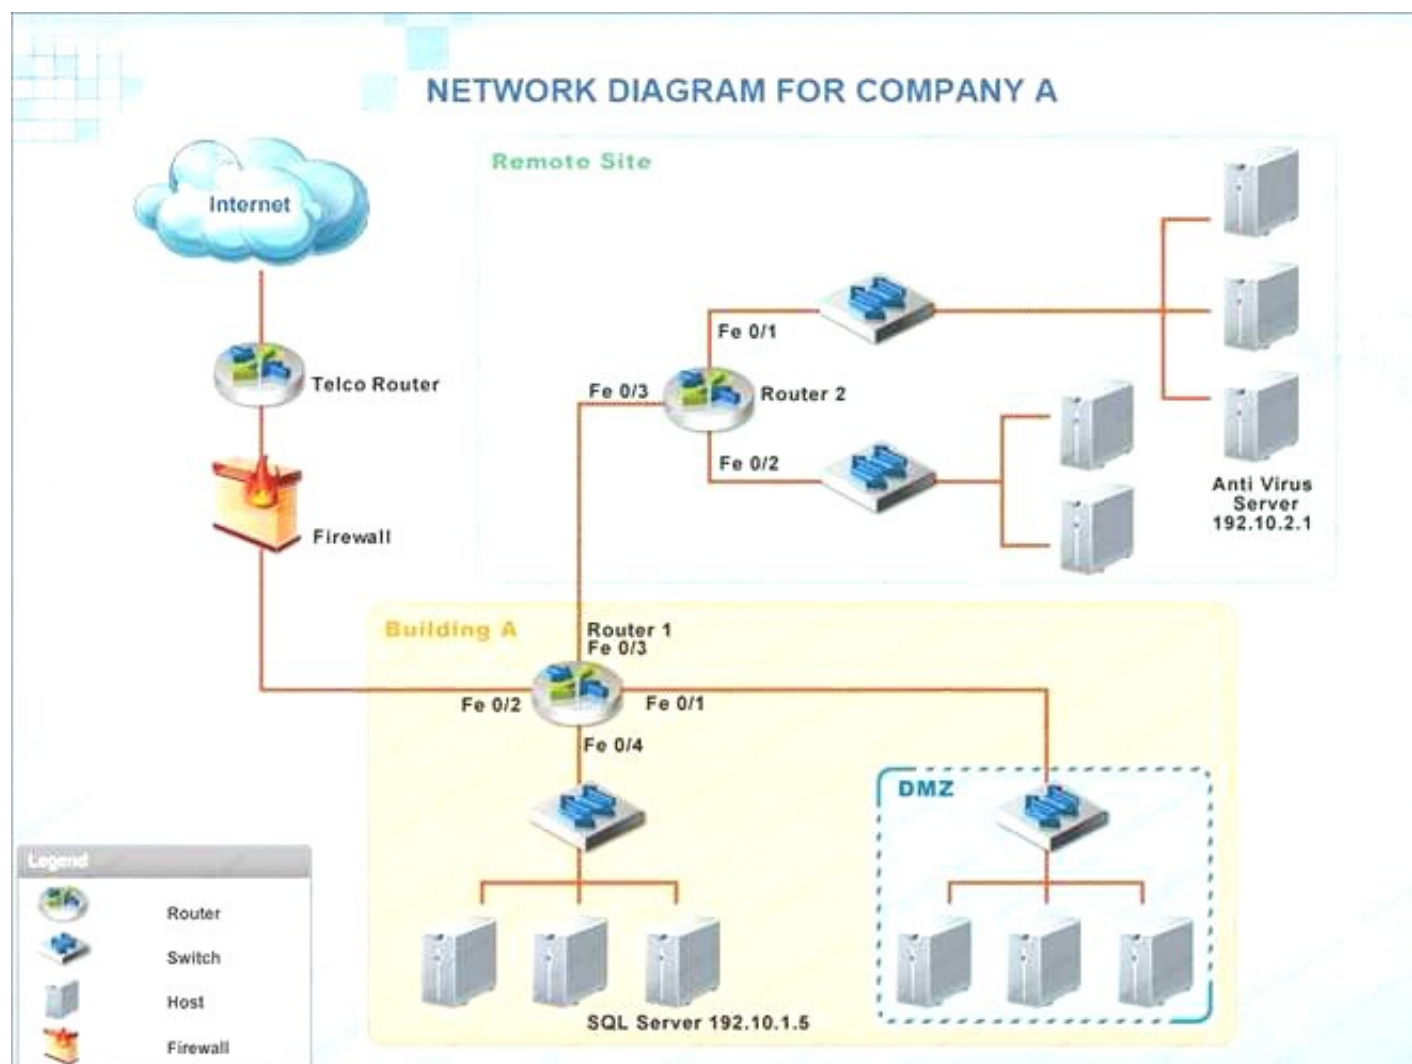 NETWORK DIAGRAM FOR COMPANY A
Remote Site
Internet
Fe 0/1
Telco Router
Fe 0/3
Router 2
Fe 0/2
Anti Virus
Server
192.10.2.1
Firewall
Building A
Router 1
Fe 0/3
Fe 0/2
Fe 0/1
Fe 0/4
DMZ
SQL Server 192.10.1.5
Legend
Router
Switch
Host
Firewall